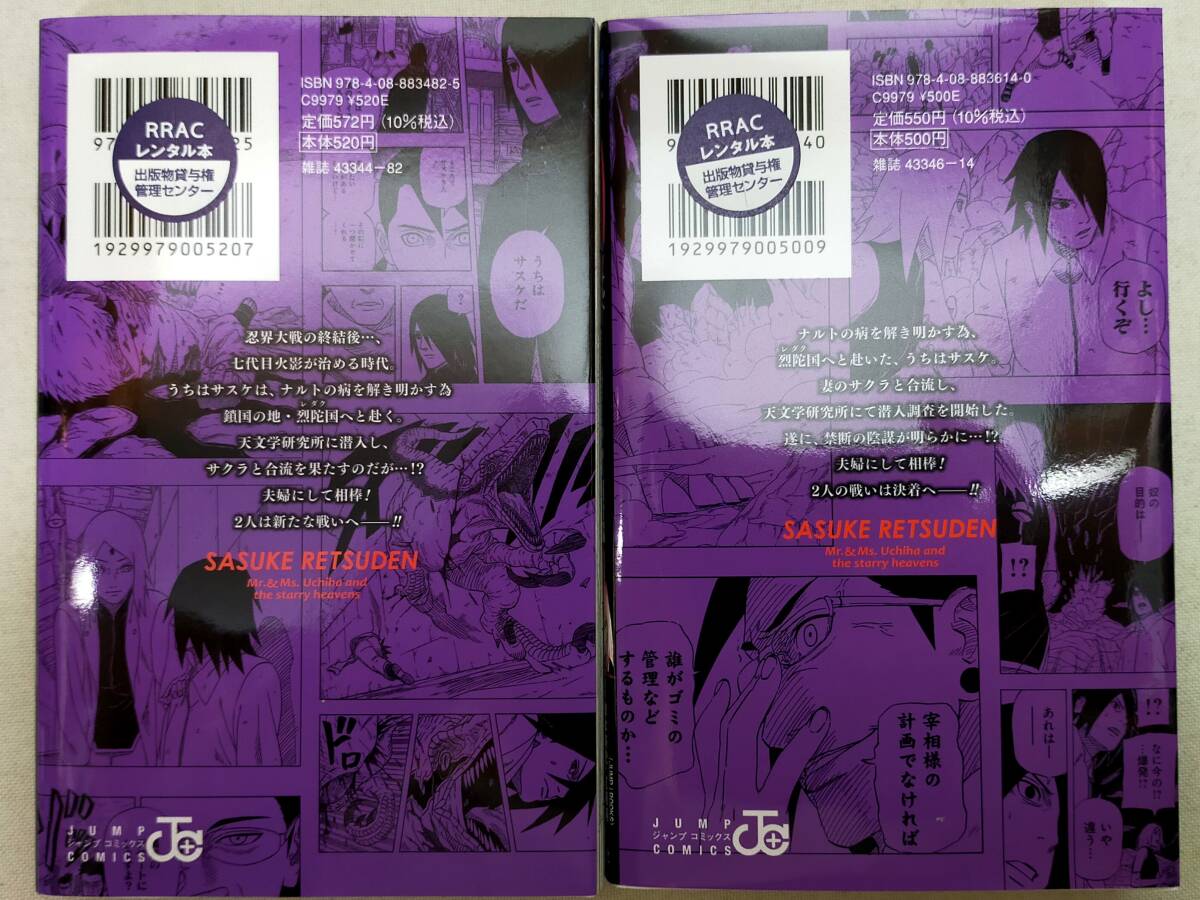 ISBN 978-4-08-883482-5
C9979 ¥520E
定価572円(10%税込)
本体520円
雑誌 43344-82
97
25
RRAC
レンタル本
出版物貸与権
管理センター
1929979005207
うちは
サスケだ
?
忍界大戦の終結後…、
七代目火影が治める時代。
うちはサスケは、ナルトの病を解き明かす為
レダク
鎖国の地・烈陀国へと赴く。
天文学研究所に潜入し、
サクラと合流を果たすのだが…!?
夫婦にして相棒!
2人は新たな戦いへ――!!
SASUKE RETSUDEN
Mr.&Ms. Uchiha and
the starry heavens
ドロ
JUMP
ジャンプ コミックス
COMICS
ISBN 978-4-08-883614-0
C9979 ¥500E
定価550円(10%税込)
本体500円
雑誌 43346-14
9
40
RRAC
レンタル本
出版物貸与権
管理センター
1929979005009
よし…
行くぞ
ナルトの病を解き明かす為、
レダク
烈陀国へと赴いた、うちはサスケ。
妻のサクラと合流し、
天文学研究所にて潜入調査を開始した。
遂に、禁断の陰謀が明らかに…!?
夫婦にして相棒!
2人の戦いは決着へ――!!
SASUKE RETSUDEN
Mr.&Ms. Uchiha and
the starry heavens
奴の
目的は
!?
誰がゴミの
管理など
するものか…
宰相様の
計画でなければ
!?
なに今の!?
…爆発!?
あれは――
いや
違う…
JUMP
ジャンプ コミックス
COMICS